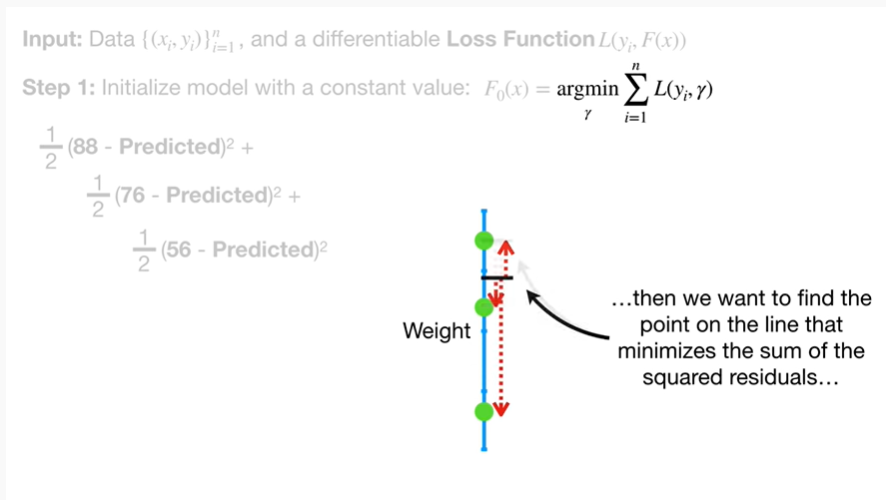 Input: Data {(xᵢ, yᵢ)}ⁿᵢ₌₁, and a differentiable Loss Function L(yᵢ, F(x))
Step 1: Initialize model with a constant value: F₀(x) = argmin_γ ∑ⁿᵢ₌₁ L(yᵢ, γ)
1/2 (88 - Predicted)² +
1/2 (76 - Predicted)² +
1/2 (56 - Predicted)²
Weight
…then we want to find the
point on the line that
minimizes the sum of the
squared residuals…